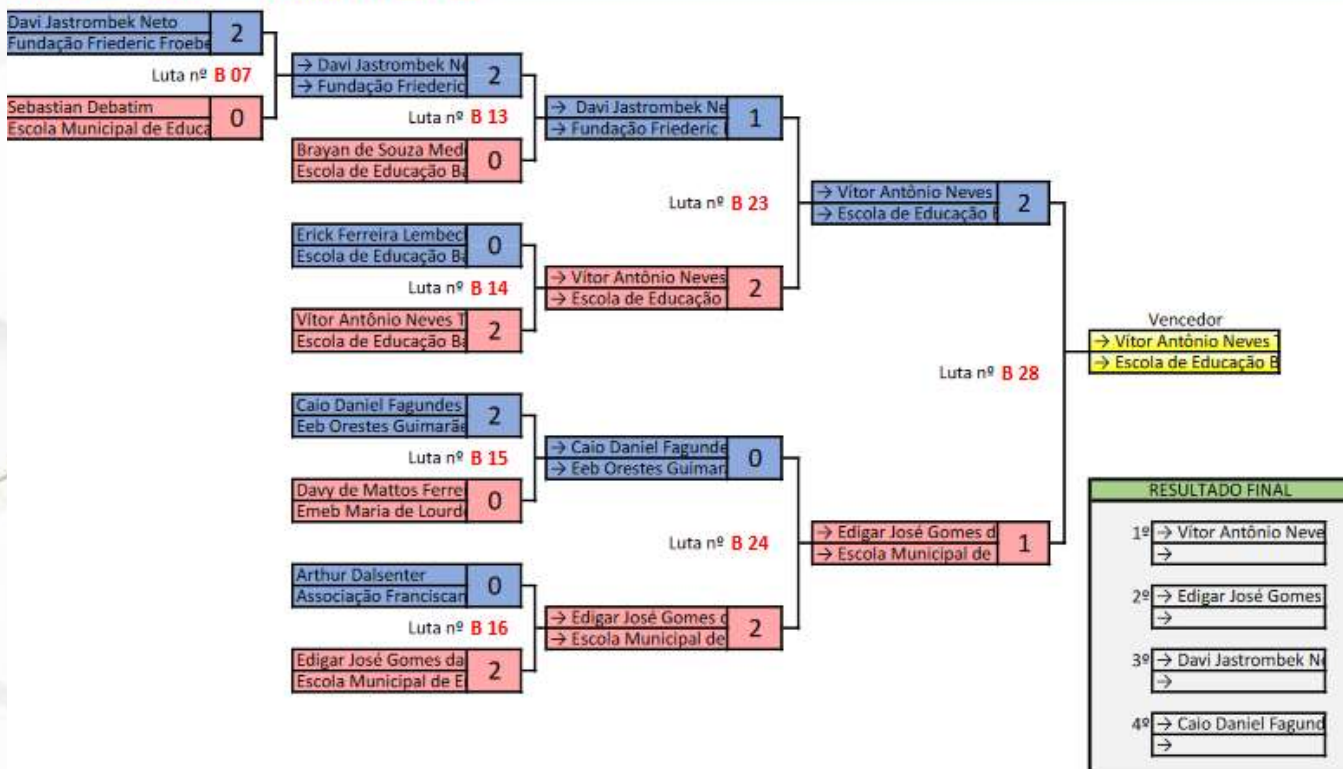 Davi Jastrombek Neto
Fundação Friederic Froebe
2
Luta nº B 07
Sebastian Debatim
Escola Municipal de Educa
0
→ Davi Jastrombek Ne
→ Fundação Friederic
2
Luta nº B 13
Brayan de Souza Med
Escola de Educação Ba
0
Erick Ferreira Lembec
Escola de Educação Ba
0
Luta nº B 14
Vítor Antônio Neves T
Escola de Educação Ba
2
Caio Daniel Fagundes
Eeb Orestes Guimarãe
2
Luta nº B 15
Davy de Mattos Ferre
Emeb Maria de Lourde
0
Arthur Dalsenter
Associação Franciscan
0
Luta nº B 16
Edigar José Gomes da
Escola Municipal de E
2
→ Davi Jastrombek Ne
→ Fundação Friederic
1
Luta nº B 23
→ Vítor Antônio Neves
→ Escola de Educação
2
→ Caio Daniel Fagunde
→ Eeb Orestes Guimar
0
Luta nº B 24
→ Edigar José Gomes d
→ Escola Municipal de
2
→ Vítor Antônio Neves
→ Escola de Educação B
2
Luta nº B 28
→ Edigar José Gomes d
→ Escola Municipal de
1
Vencedor
→ Vítor Antônio Neves T
→ Escola de Educação B
RESULTADO FINAL
1º → Vítor Antônio Neve
→
2º → Edigar José Gomes
→
3º → Davi Jastrombek Ne
→
4º → Caio Daniel Fagund
→